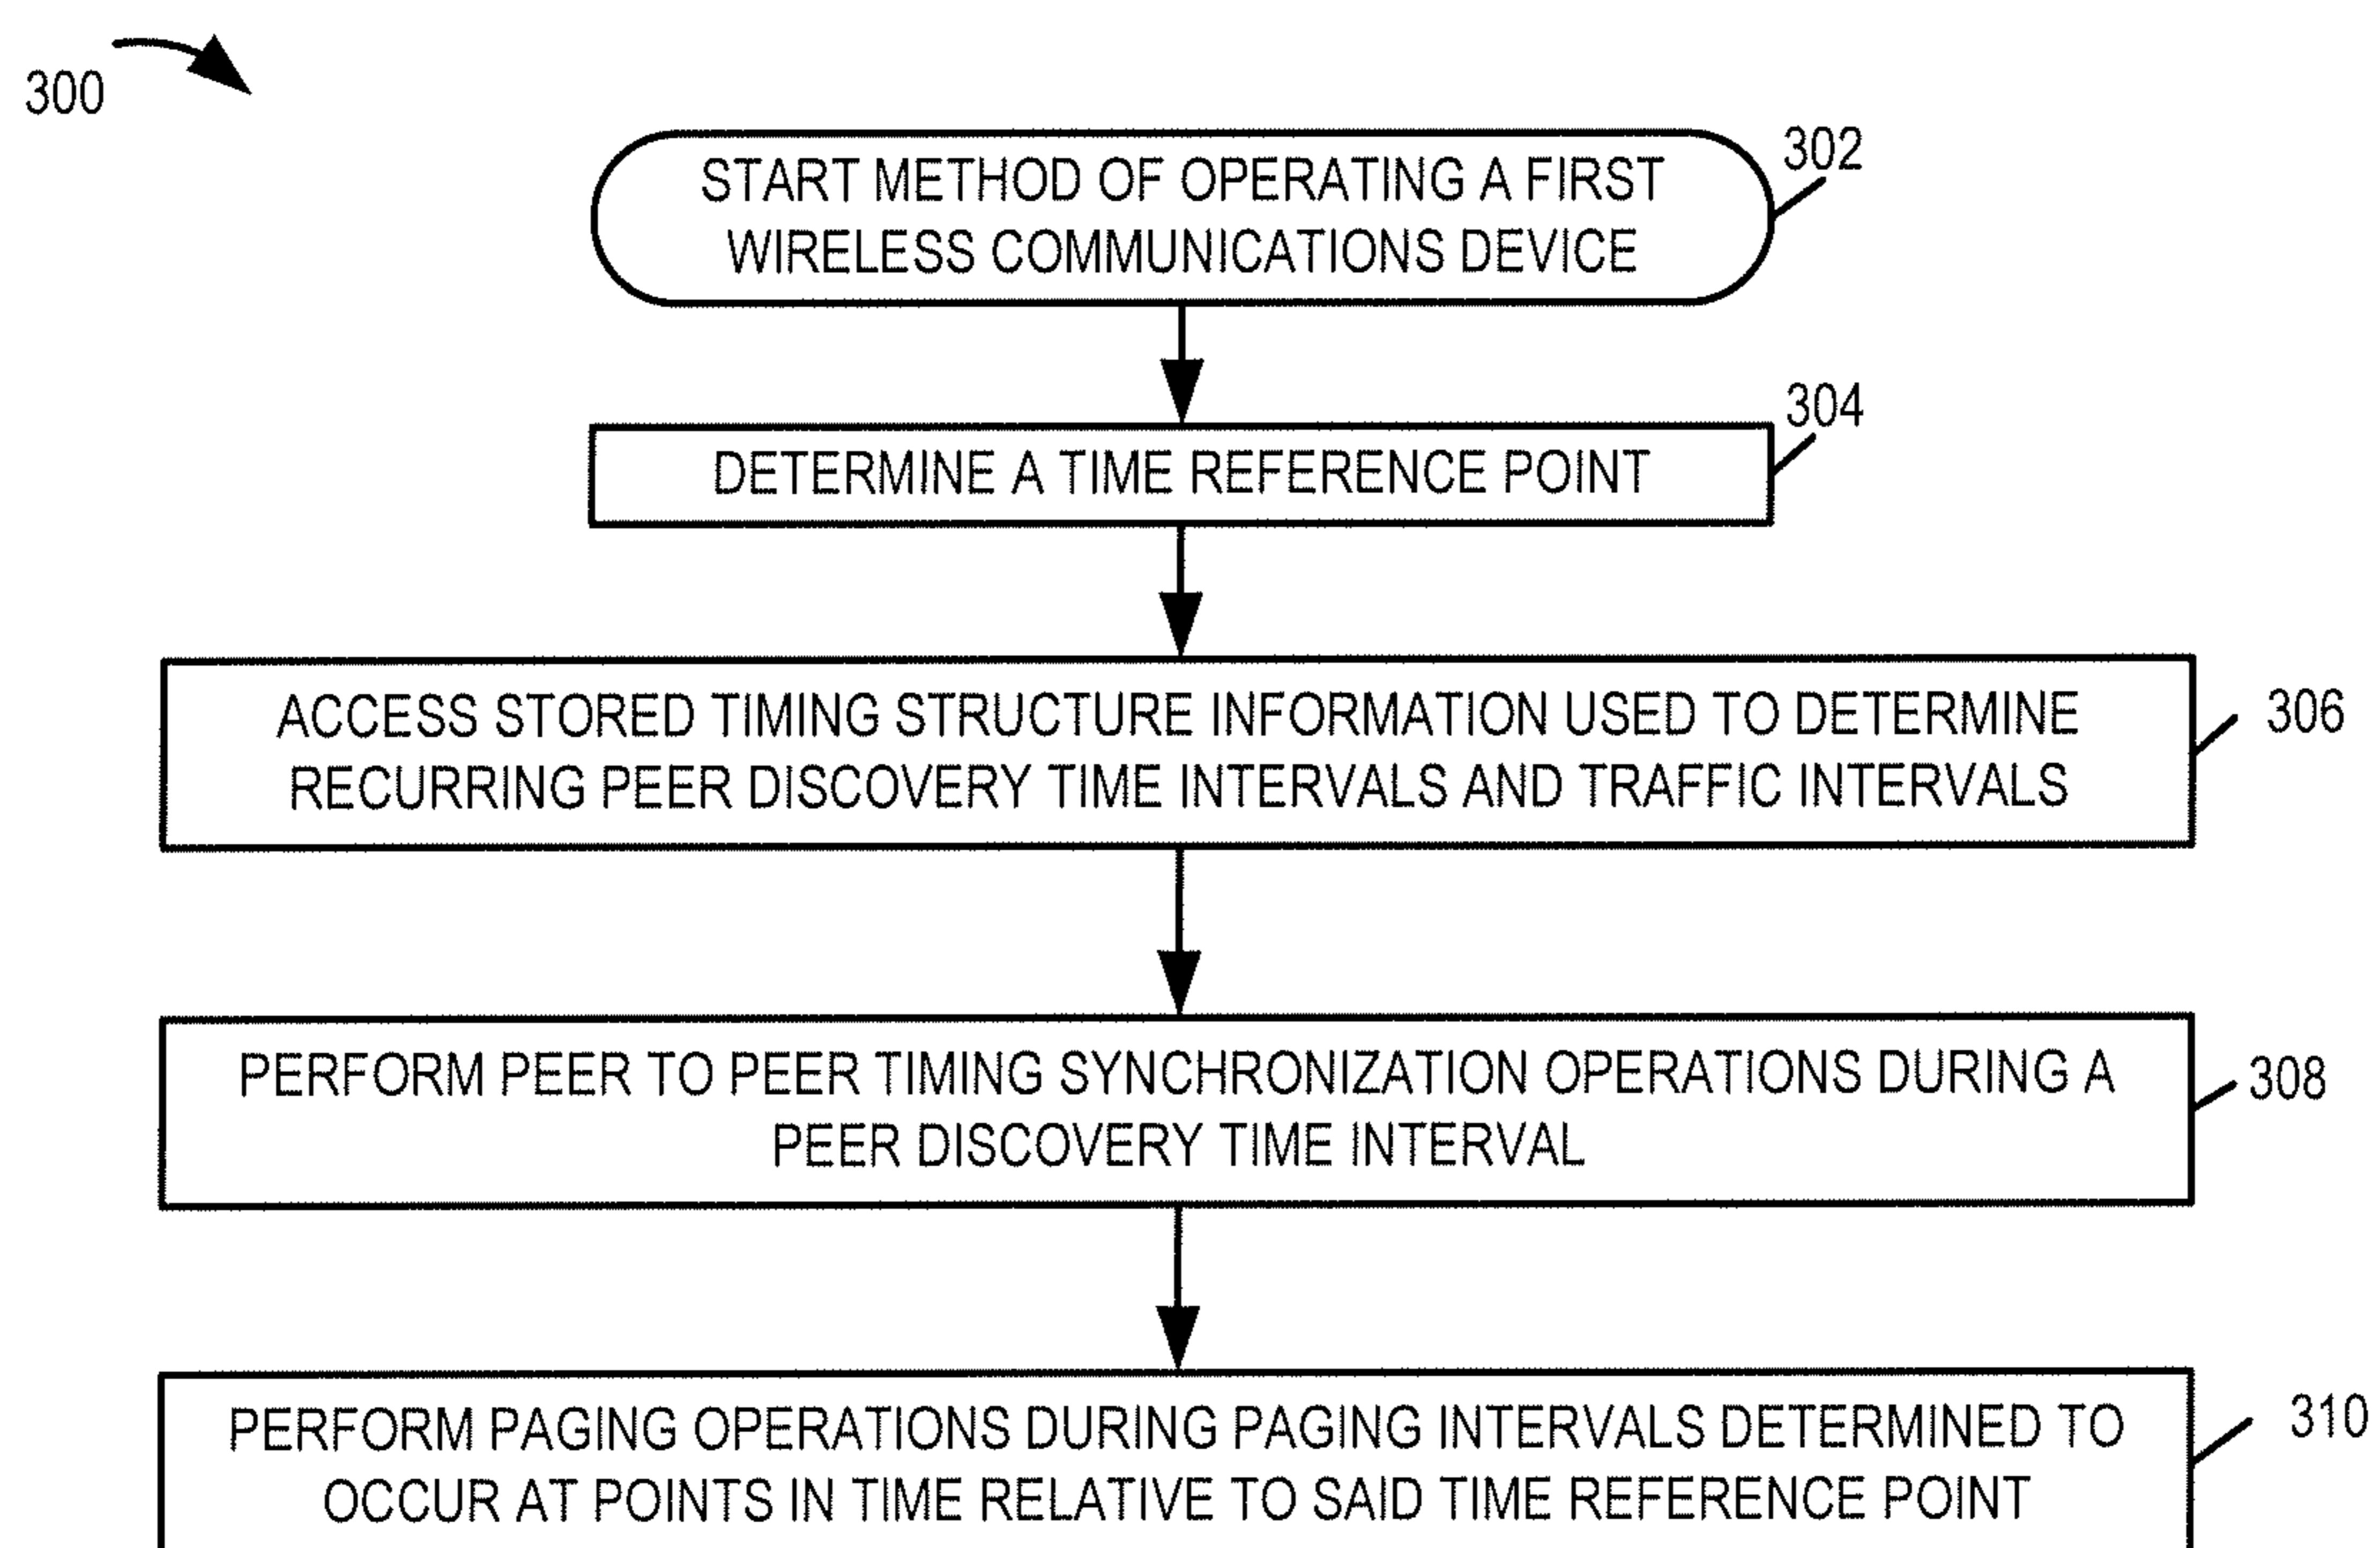 300
START METHOD OF OPERATING A FIRST
WIRELESS COMMUNICATIONS DEVICE
302
DETERMINE A TIME REFERENCE POINT
304
ACCESS STORED TIMING STRUCTURE INFORMATION USED TO DETERMINE
RECURRING PEER DISCOVERY TIME INTERVALS AND TRAFFIC INTERVALS
306
PERFORM PEER TO PEER TIMING SYNCHRONIZATION OPERATIONS DURING A
PEER DISCOVERY TIME INTERVAL
308
PERFORM PAGING OPERATIONS DURING PAGING INTERVALS DETERMINED TO
OCCUR AT POINTS IN TIME RELATIVE TO SAID TIME REFERENCE POINT
310